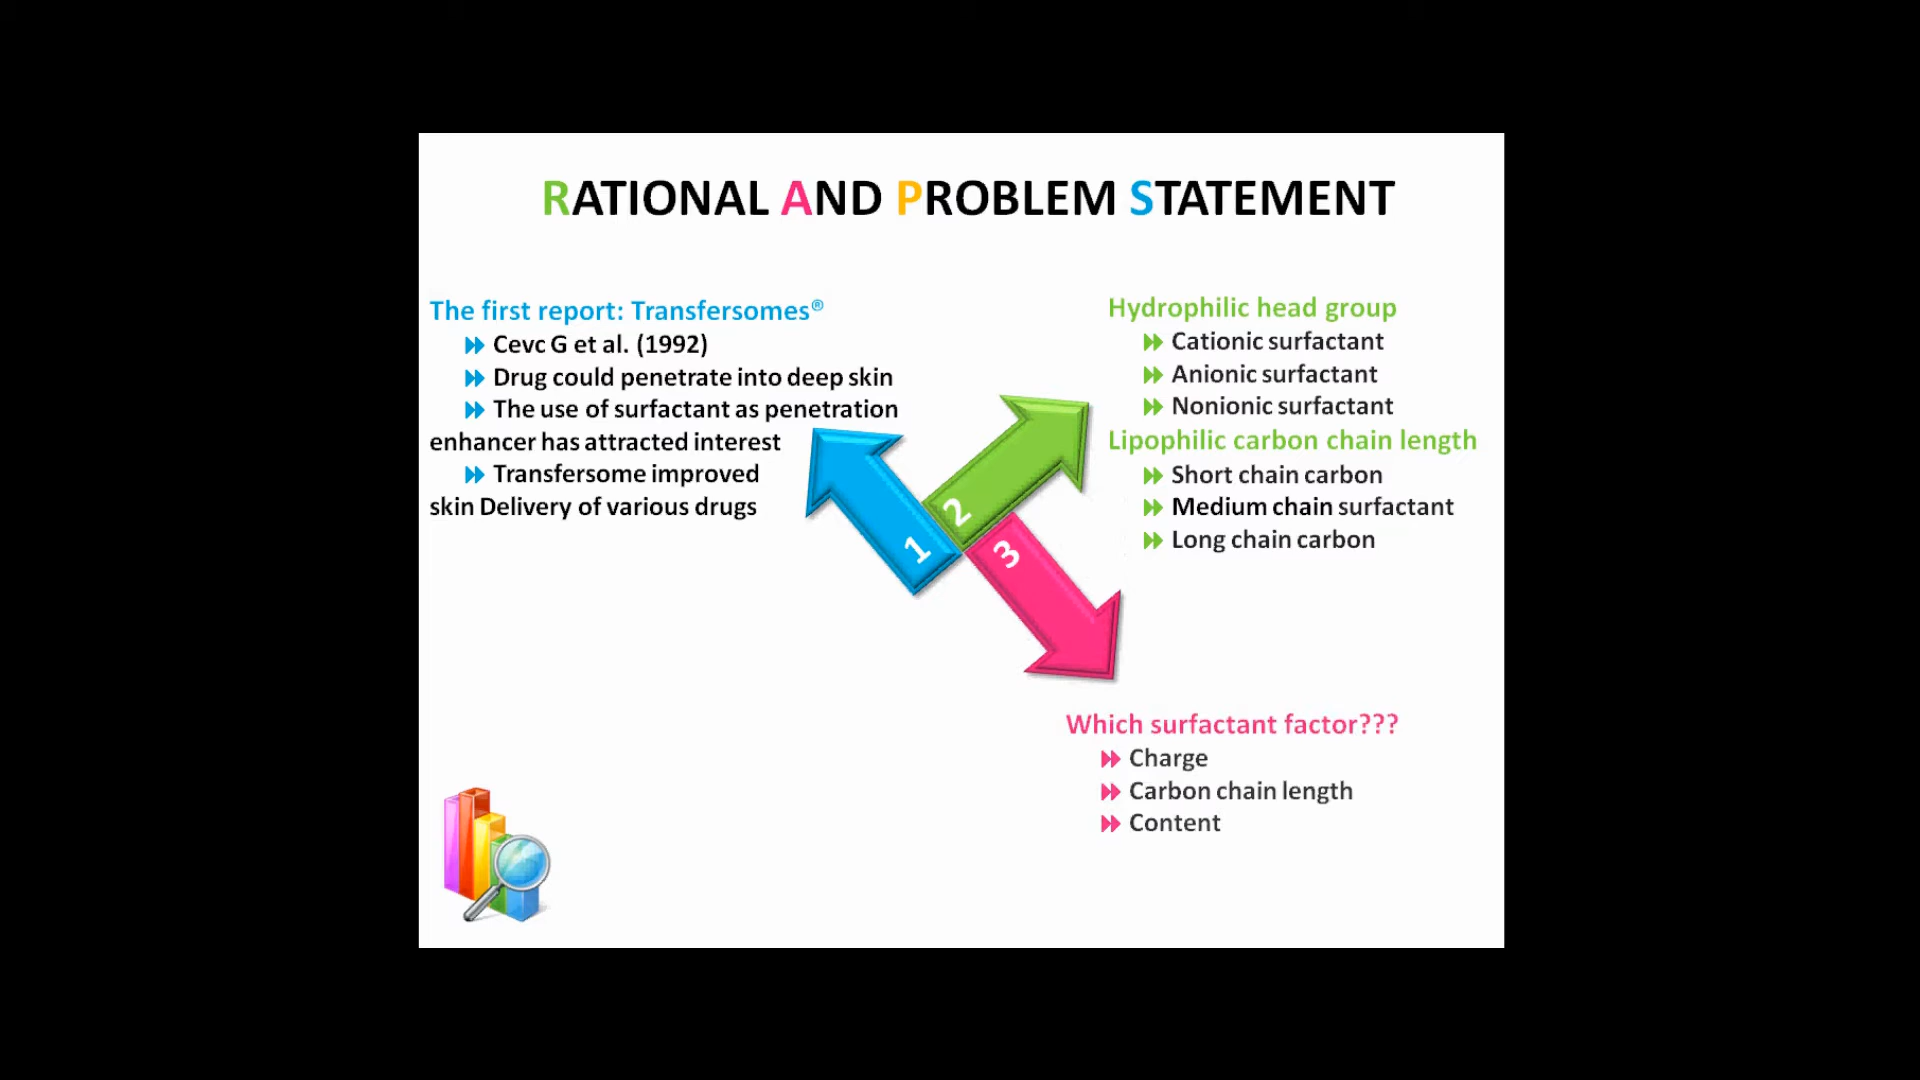 RATIONAL AND PROBLEM STATEMENT
The first report: Transfersomes®
Cevc G et al. (1992)
Drug could penetrate into deep skin
The use of surfactant as penetration
enhancer has attracted interest
Transfersome improved
skin Delivery of various drugs
1
2
3
Hydrophilic head group
Cationic surfactant
Anionic surfactant
Nonionic surfactant
Lipophilic carbon chain length
Short chain carbon
Medium chain surfactant
Long chain carbon
Which surfactant factor???
Charge
Carbon chain length
Content